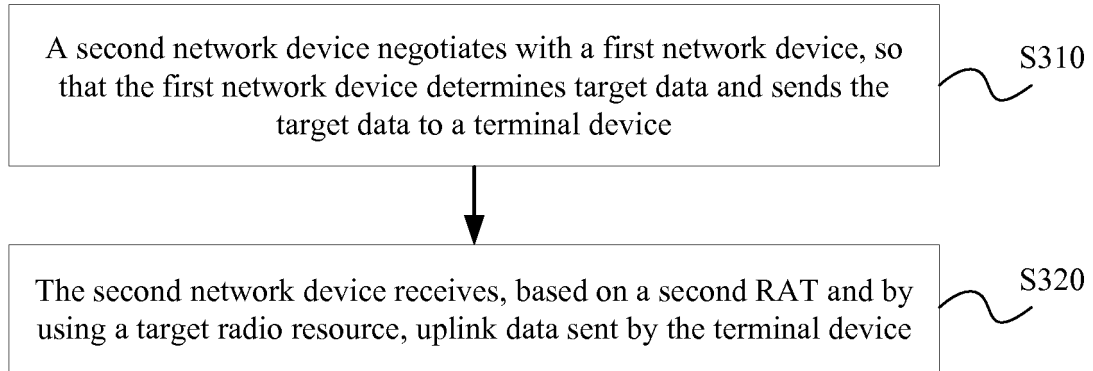 A second network device negotiates with a first network device, so
that the first network device determines target data and sends the
target data to a terminal device
S310
The second network device receives, based on a second RAT and by
using a target radio resource, uplink data sent by the terminal device
S320